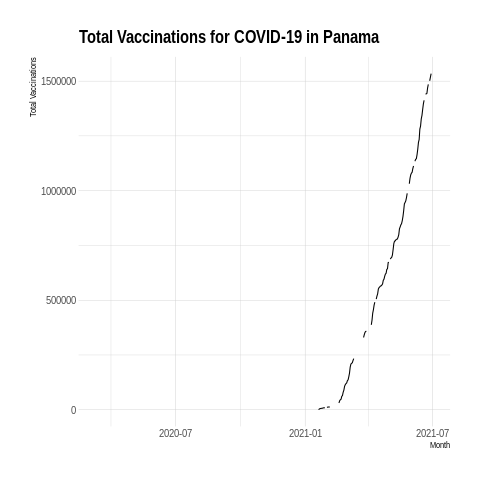 Total Vaccinations for COVID-19 in Panama
Total Vaccinations
1500000
1000000
500000
0
2020-07
2021-01
2021-07
Month